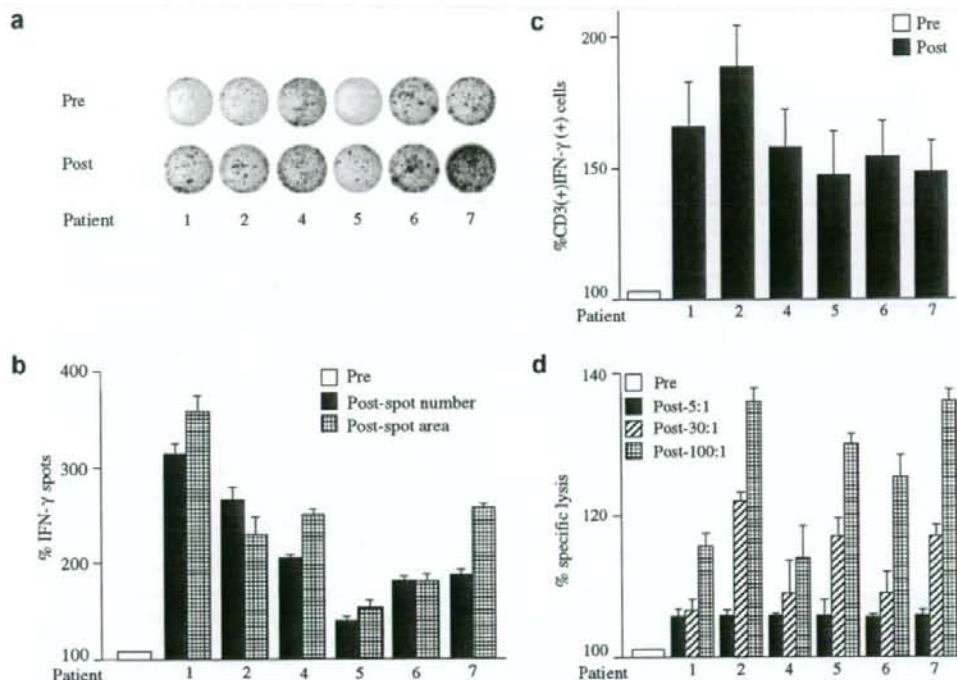 a
Pre
Post
Patient 1 2 4 5 6 7
b
% IFN-γ spots
400
300
200
100
Pre
Post-spot number
Post-spot area
Patient 1 2 4 5 6 7
c
%CD3(+)IFN-γ (+) cells
200
150
100
Pre
Post
Patient 1 2 4 5 6 7
d
% specific lysis
140
120
100
Pre
Post-5:1
Post-30:1
Post-100:1
Patient 1 2 4 5 6 7